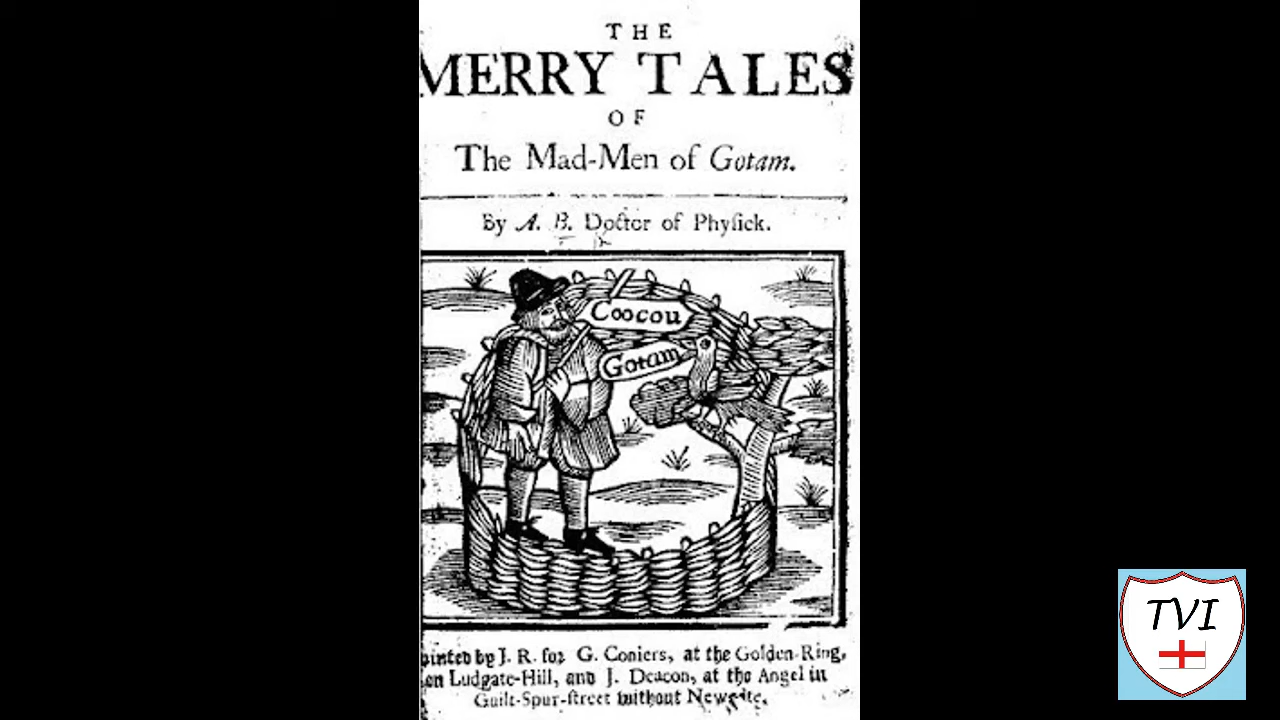 THE
MERRY TALES
OF
The Mad-Men of Gotam.
By A. B. Doctor of Phyſick.
Coocou
Gotam
by J. R. for G. Coniers, at the Golden-Ring,
on Ludgate-Hill, and J. Deacon, at the Angel in
Guilt-Spur-ſtreet without Newgate.
TVI